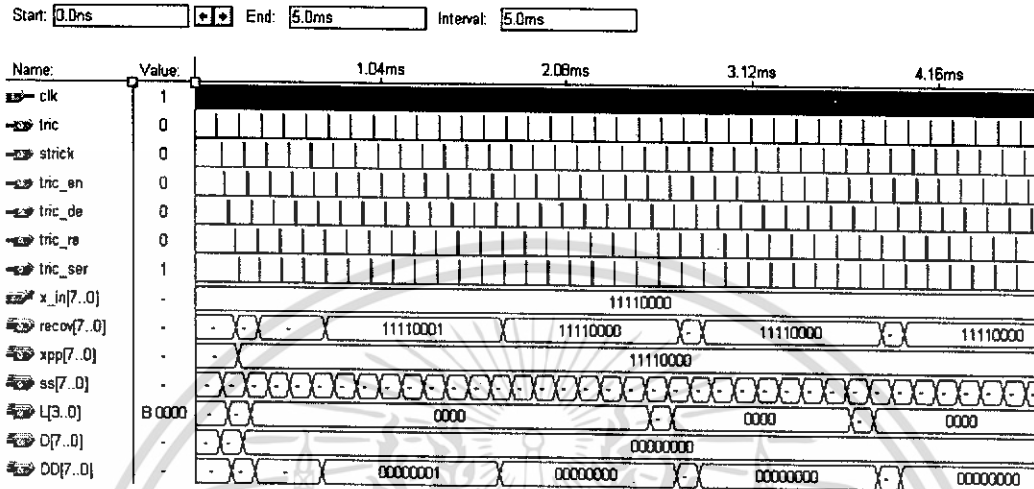 Start: 0.0ns End: 5.0ms Interval: 5.0ms
Name: Value: 1.04ms 2.08ms 3.12ms 4.16ms
clk 1
tric 0
strick 0
tric_en 0
tric_de 0
tric_re 0
tric_ser 1
x_in[7..0] - 11110000
recov[7..0] - - - - 11110001 11110000 - 11110000 - 11110000
xpp[7..0] - - 11110000
ss[7..0] - - - - - - - - - - - - - - - - - - - - - - - - - - - - - - - - - - -
L[3..0] B 0000 - - 0000 - 0000 - 0000
D[7..0] - - - 00000000
DD[7..0] - - - - 00000001 00000000 - 00000000 - 00000000